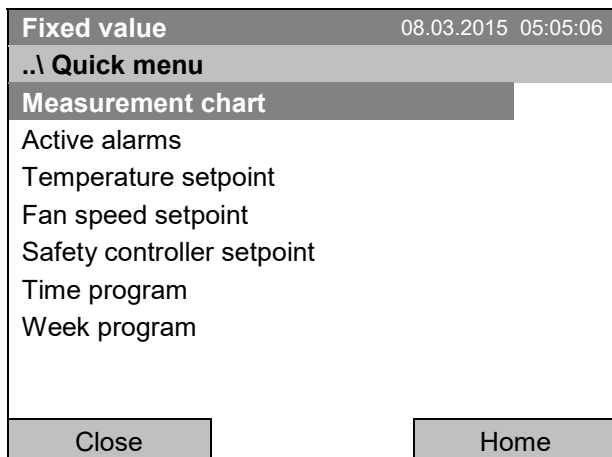 Fixed value 08.03.2015 05:05:06
..\ Quick menu
Measurement chart
Active alarms
Temperature setpoint
Fan speed setpoint
Safety controller setpoint
Time program
Week program
Close Home